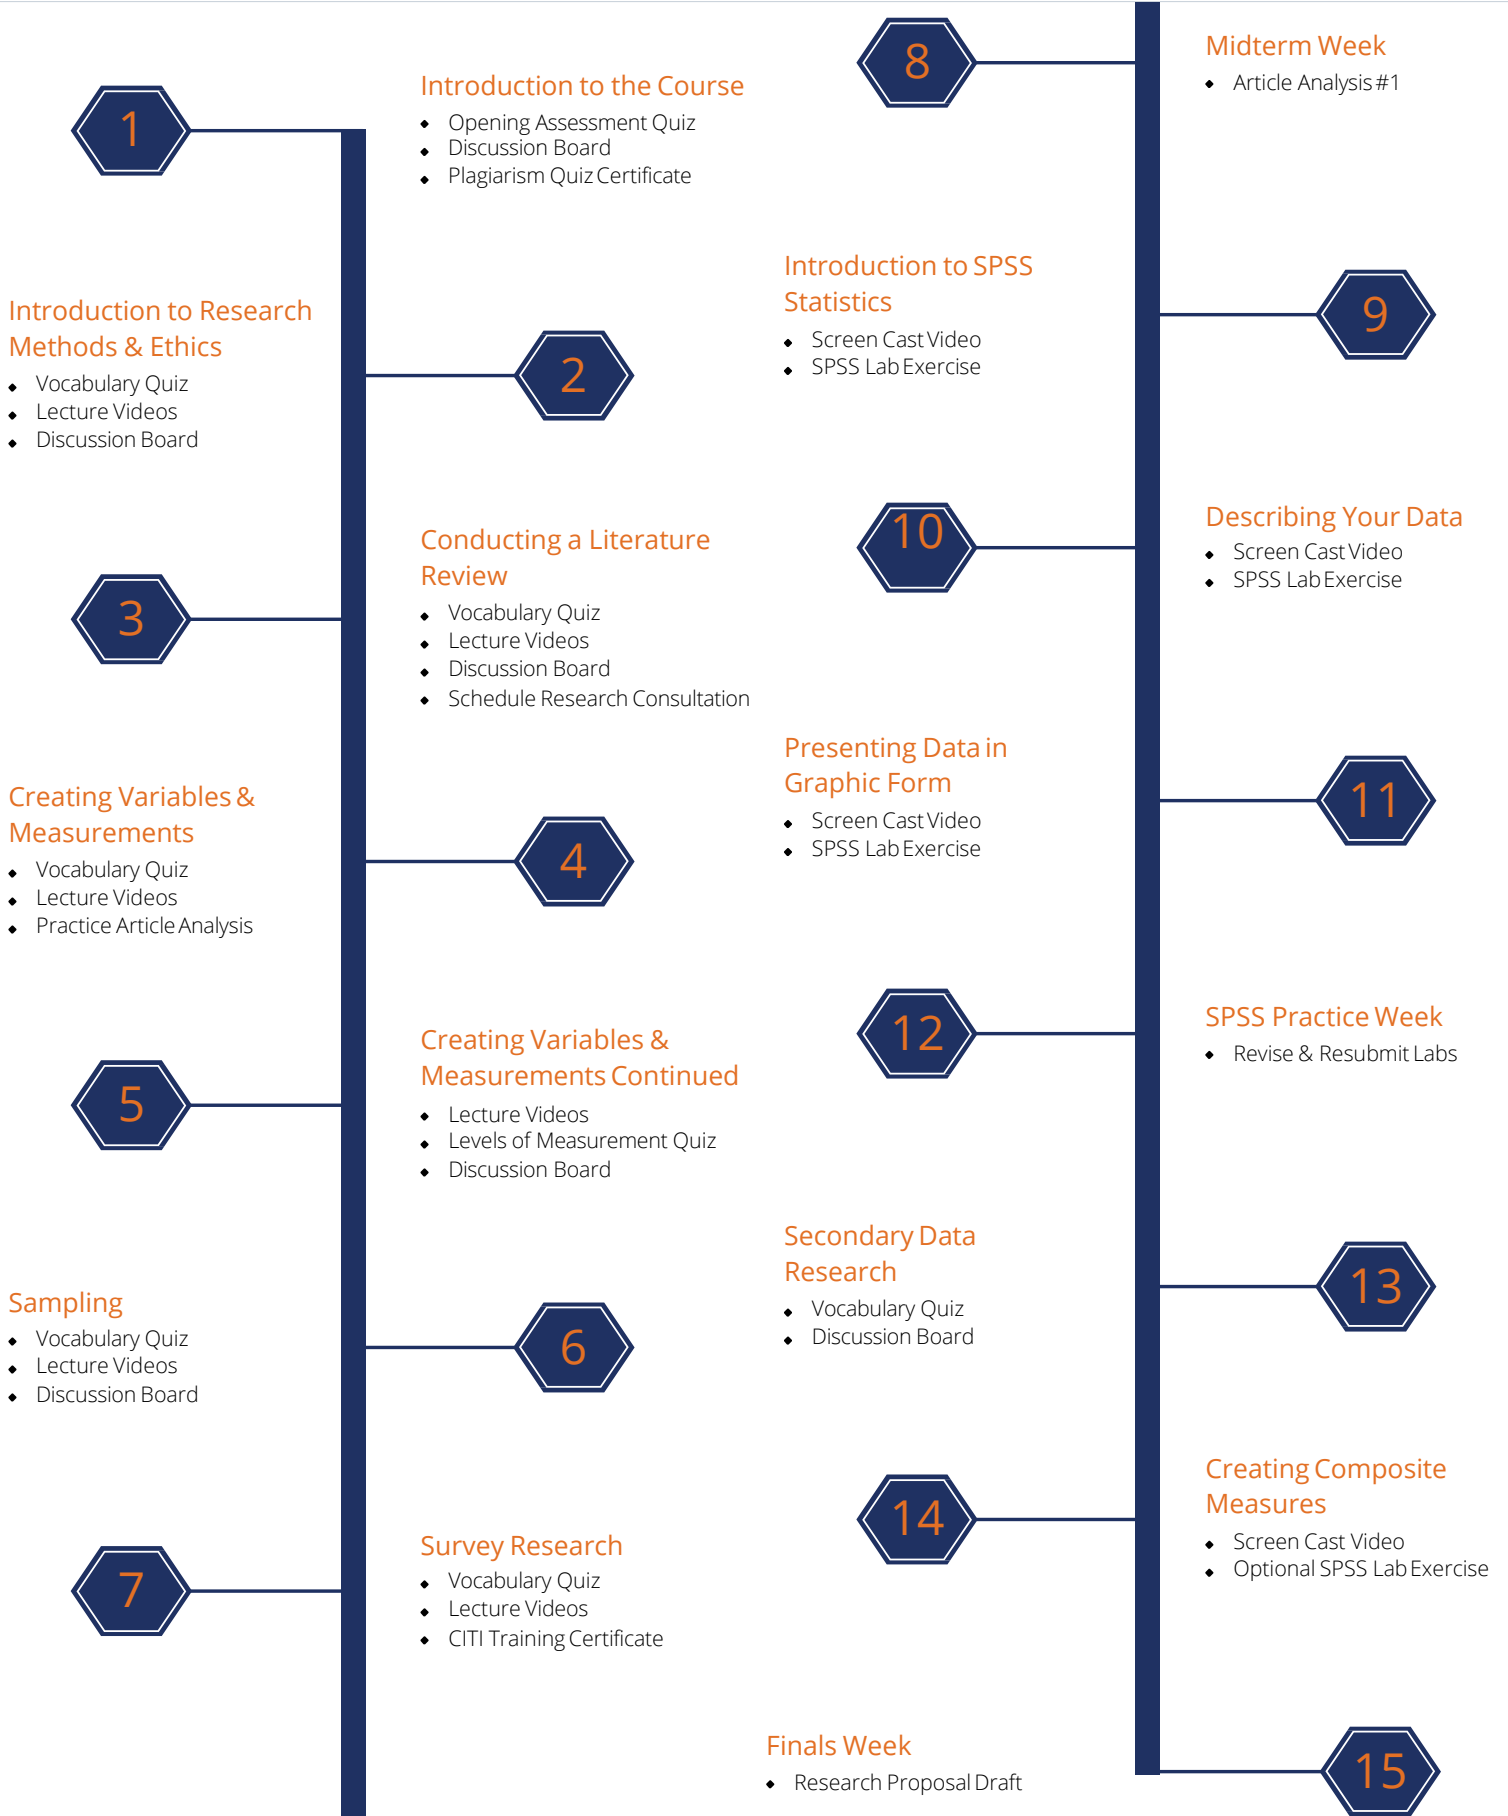 1
Introduction to the Course
Opening Assessment Quiz
Discussion Board
Plagiarism Quiz Certificate
Introduction to Research
Methods & Ethics
Vocabulary Quiz
Lecture Videos
Discussion Board
2
3
Conducting a Literature
Review
Vocabulary Quiz
Lecture Videos
Discussion Board
Schedule Research Consultation
Creating Variables &
Measurements
Vocabulary Quiz
Lecture Videos
Practice Article Analysis
4
5
Creating Variables &
Measurements Continued
Lecture Videos
Levels of Measurement Quiz
Discussion Board
Sampling
Vocabulary Quiz
Lecture Videos
Discussion Board
6
7
Survey Research
Vocabulary Quiz
Lecture Videos
CITI Training Certificate
8
Midterm Week
Article Analysis #1
Introduction to SPSS
Statistics
Screen Cast Video
SPSS Lab Exercise
9
10
Describing Your Data
Screen Cast Video
SPSS Lab Exercise
Presenting Data in
Graphic Form
Screen Cast Video
SPSS Lab Exercise
11
12
SPSS Practice Week
Revise & Resubmit Labs
Secondary Data
Research
Vocabulary Quiz
Discussion Board
13
14
Creating Composite
Measures
Screen Cast Video
Optional SPSS Lab Exercise
Finals Week
Research Proposal Draft
15